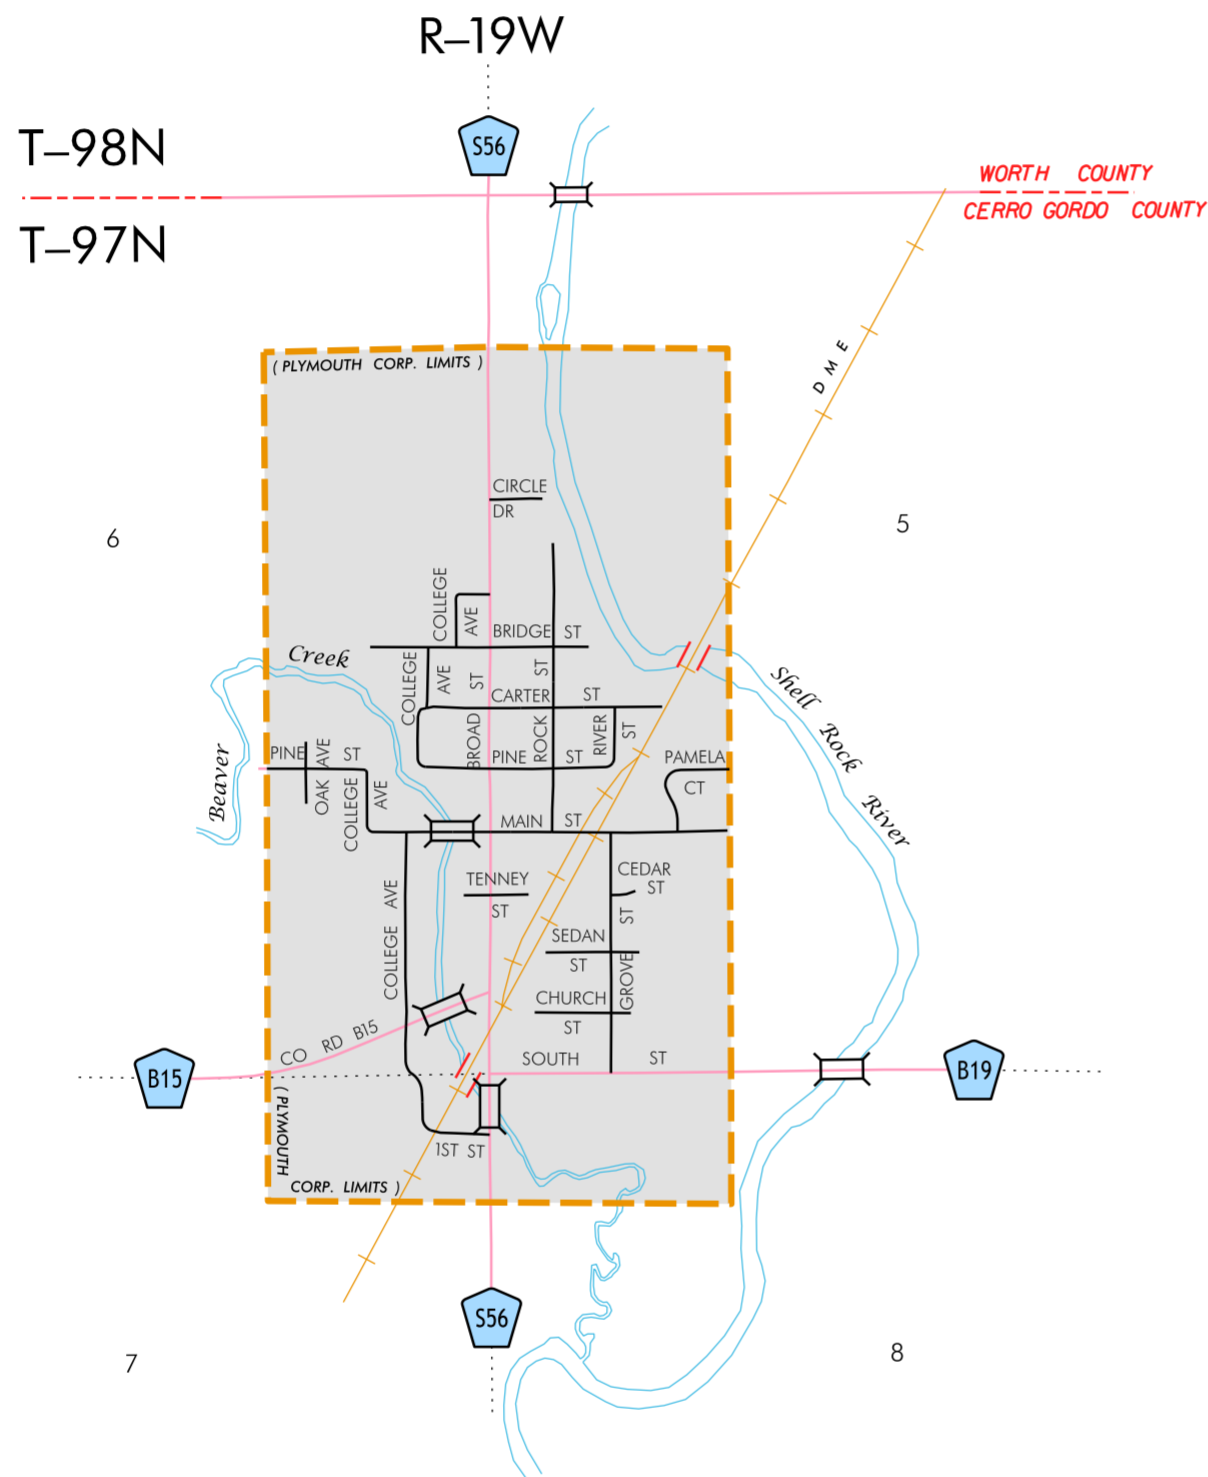 R–19W
S56
T–98N
WORTH COUNTY
CERRO GORDO COUNTY
T–97N
D M E
( PLYMOUTH CORP. LIMITS )
CIRCLE
DR
6
5
COLLEGE
AVE
BRIDGE ST
Creek
COLLEGE
AVE
ST
ST
Shell Rock River
CARTER ST
BROAD
ROCK
RIVER
ST
PINE ST
AVE
OAK
PINE ST
PAMELA
CT
Beaver
COLLEGE
AVE
MAIN ST
CEDAR
ST
TENNEY
ST
COLLEGE AVE
ST
SEDAN
ST
GROVE
CHURCH
ST
CO RD B15
SOUTH ST
B15
B19
( PLYMOUTH
CORP. LIMITS )
1ST ST
S56
7
8